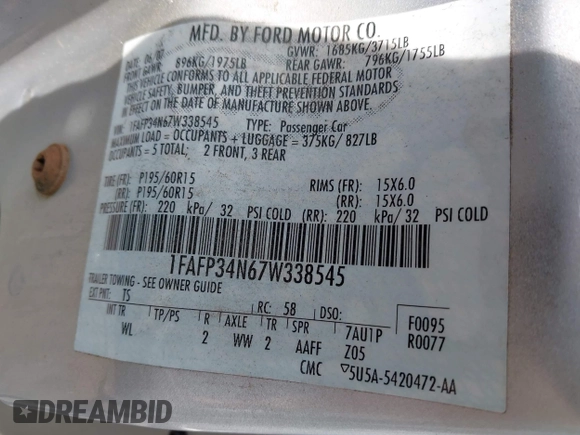 MFD. BY FORD MOTOR CO.
DATE: 06/07 GVWR: 1685KG/3715LB
FRONT GAWR: 896KG/1975LB REAR GAWR: 796KG/1755LB
THIS VEHICLE CONFORMS TO ALL APPLICABLE FEDERAL MOTOR
VEHICLE SAFETY, BUMPER, AND THEFT PREVENTION STANDARDS
IN EFFECT ON THE DATE OF MANUFACTURE SHOWN ABOVE.
VIN: 1FAFP34N67W338545 TYPE: Passenger Car
MAXIMUM LOAD = OCCUPANTS + LUGGAGE = 375KG/ 827LB
OCCUPANTS = 5 TOTAL: 2 FRONT, 3 REAR
TIRE:(FR): P195/60R15 RIMS (FR): 15X6.0
(RR): P195/60R15 (RR): 15X6.0
PRESSURE:(FR): 220 kPa/ 32 PSI COLD (RR): 220 kPa/ 32 PSI COLD
1FAFP34N67W338545
TRAILER TOWING - SEE OWNER GUIDE
EXT PNT: TS RC: 58 DSO: F0095
INT TR TP/PS R AXLE TR SPR 7AU1P R0077
WL 2 WW 2 AAFF Z05
CMC 5U5A-5420472-AA
DREAMBID